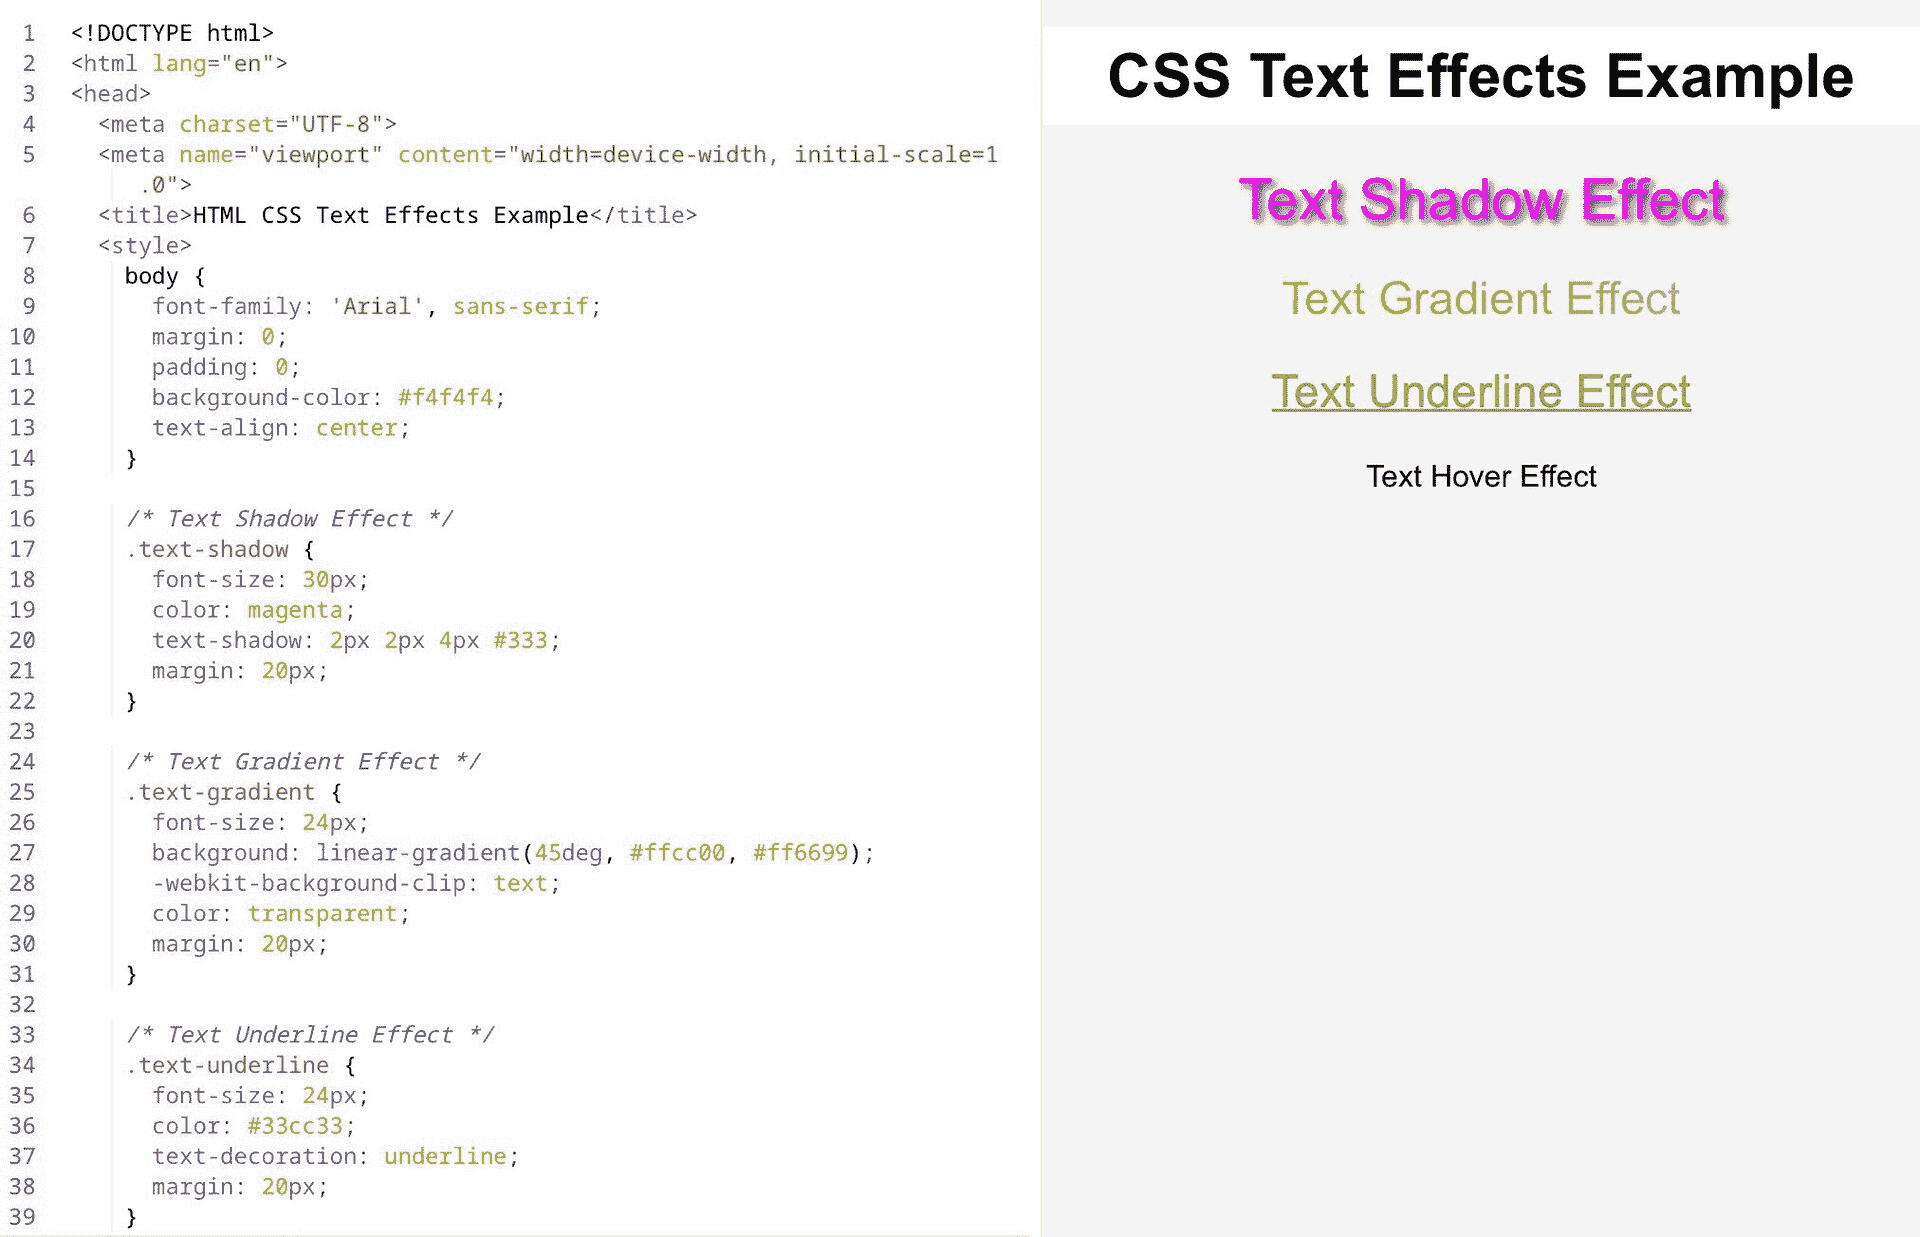 1 <!DOCTYPE html>
2 <html lang="en">
3 <head>
4 <meta charset="UTF-8">
5 <meta name="viewport" content="width=device-width, initial-scale=1
.0">
6 <title>HTML CSS Text Effects Example</title>
7 <style>
8 body {
9 font-family: 'Arial', sans-serif;
10 margin: 0;
11 padding: 0;
12 background-color: #f4f4f4;
13 text-align: center;
14 }
15
16 /* Text Shadow Effect */
17 .text-shadow {
18 font-size: 30px;
19 color: magenta;
20 text-shadow: 2px 2px 4px #333;
21 margin: 20px;
22 }
23
24 /* Text Gradient Effect */
25 .text-gradient {
26 font-size: 24px;
27 background: linear-gradient(45deg, #ffcc00, #ff6699);
28 -webkit-background-clip: text;
29 color: transparent;
30 margin: 20px;
31 }
32
33 /* Text Underline Effect */
34 .text-underline {
35 font-size: 24px;
36 color: #33cc33;
37 text-decoration: underline;
38 margin: 20px;
39 }
CSS Text Effects Example
Text Shadow Effect
Text Gradient Effect
Text Underline Effect
Text Hover Effect